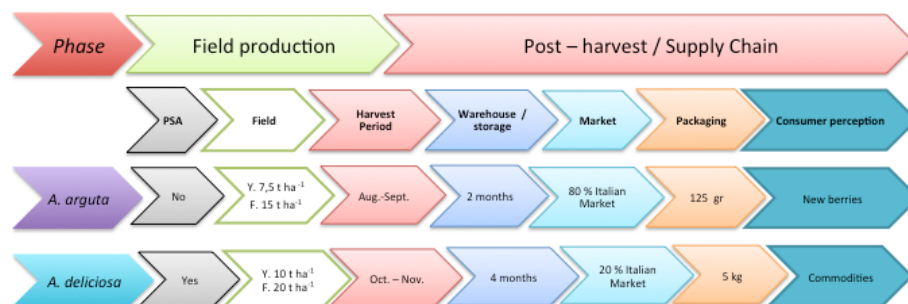 Phase
Field production
Post – harvest / Supply Chain
PSA
Field
Harvest
Period
Warehouse /
storage
Market
Packaging
Consumer perception
A. arguta
No
Y. 7,5 t ha⁻¹
F. 15 t ha⁻¹
Aug.-Sept.
2 months
80 % Italian
Market
125 gr
New berries
A. deliciosa
Yes
Y. 10 t ha⁻¹
F. 20 t ha⁻¹
Oct. – Nov.
4 months
20 % Italian
Market
5 kg
Commodities